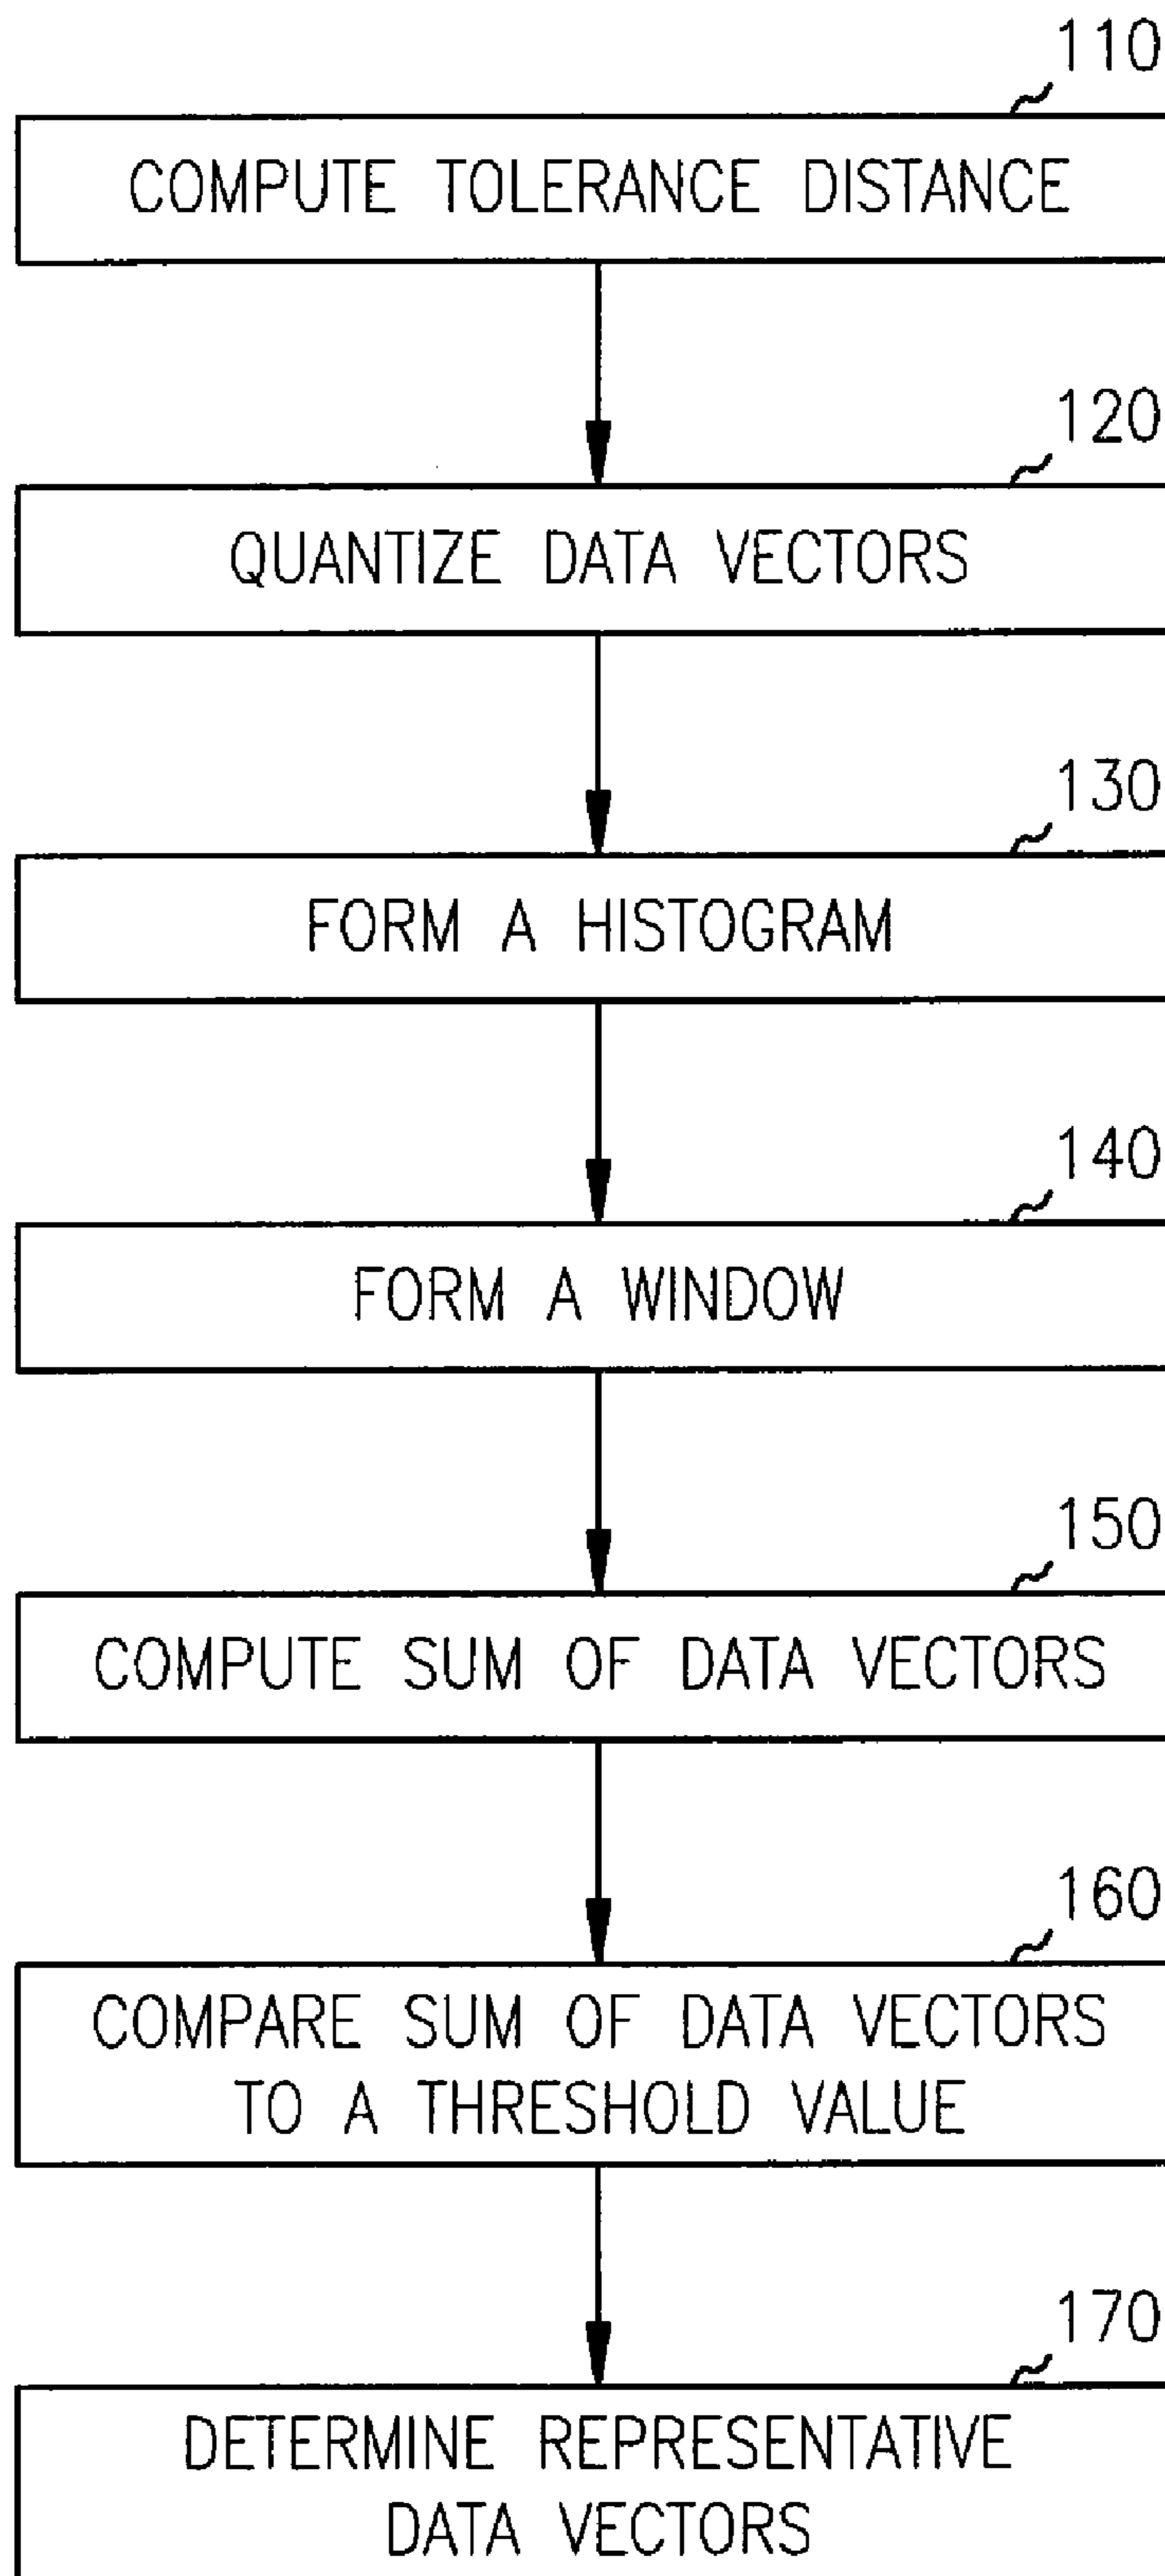 110
COMPUTE TOLERANCE DISTANCE
120
QUANTIZE DATA VECTORS
130
FORM A HISTOGRAM
140
FORM A WINDOW
150
COMPUTE SUM OF DATA VECTORS
160
COMPARE SUM OF DATA VECTORS
TO A THRESHOLD VALUE
170
DETERMINE REPRESENTATIVE
DATA VECTORS